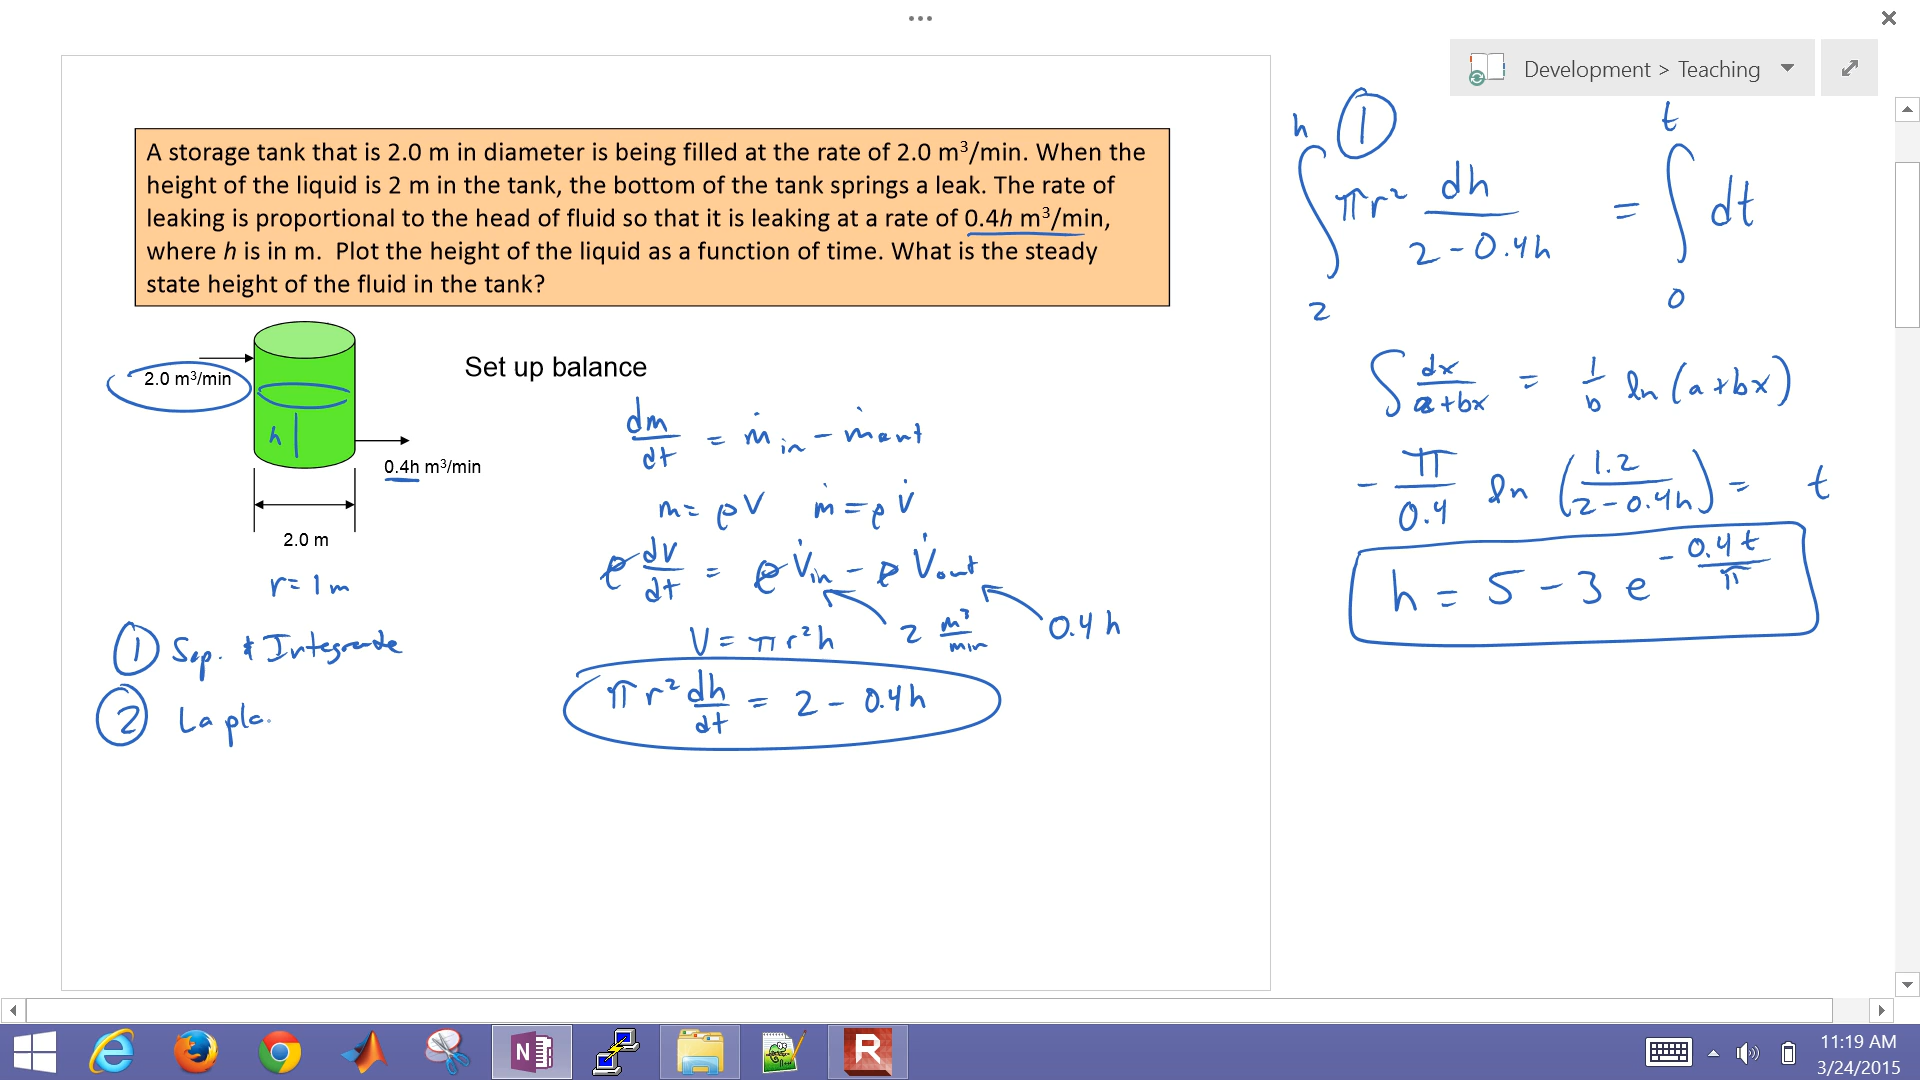 Development > Teaching
A storage tank that is 2.0 m in diameter is being filled at the rate of 2.0 m³/min. When the
height of the liquid is 2 m in the tank, the bottom of the tank springs a leak. The rate of
leaking is proportional to the head of fluid so that it is leaking at a rate of 0.4h m³/min,
where h is in m. Plot the height of the liquid as a function of time. What is the steady
state height of the fluid in the tank?
2.0 m³/min
h
0.4h m³/min
2.0 m
r = 1 m
① Sep. & Integrate
② Lapla
Set up balance
dm/dt = ṁ in - ṁ out
m = ρV ṁ = ρV̇
ρ dV/dt = ρ V̇in - ρ V̇out
V = πr²h 2 m³/min 0.4h
πr² dh/dt = 2 - 0.4h
①
∫₂ʰ πr² dh/(2 - 0.4h) = ∫₀ᵗ dt
∫ dx/(a+bx) = 1/b ln(a+bx)
- π/0.4 ln(1.2/(2-0.4h)) = t
h = 5 - 3 e^(-0.4t/π)
N
R
11:19 AM
3/24/2015